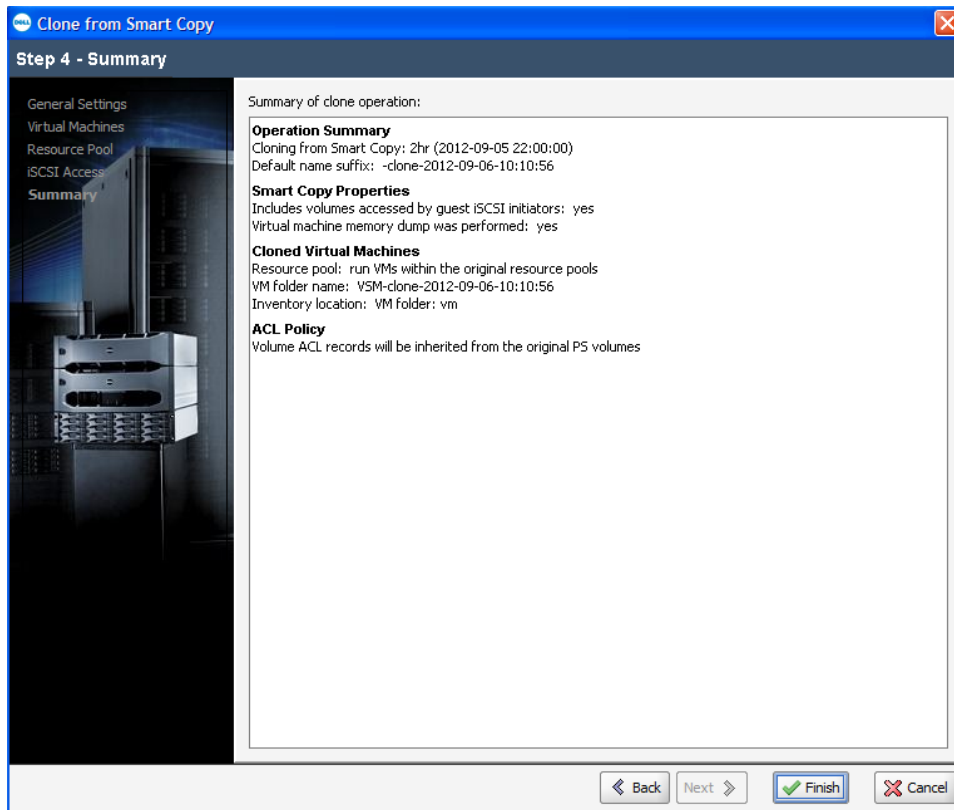 DELL
Clone from Smart Copy
Step 4 - Summary
General Settings
Virtual Machines
Resource Pool
iSCSI Access
Summary
Summary of clone operation:
Operation Summary
Cloning from Smart Copy: 2hr (2012-09-05 22:00:00)
Default name suffix: -clone-2012-09-06-10:10:56
Smart Copy Properties
Includes volumes accessed by guest iSCSI initiators: yes
Virtual machine memory dump was performed: yes
Cloned Virtual Machines
Resource pool: run VMs within the original resource pools
VM folder name: VSM-clone-2012-09-06-10:10:56
Inventory location: VM folder: vm
ACL Policy
Volume ACL records will be inherited from the original PS volumes
Back Next Finish Cancel